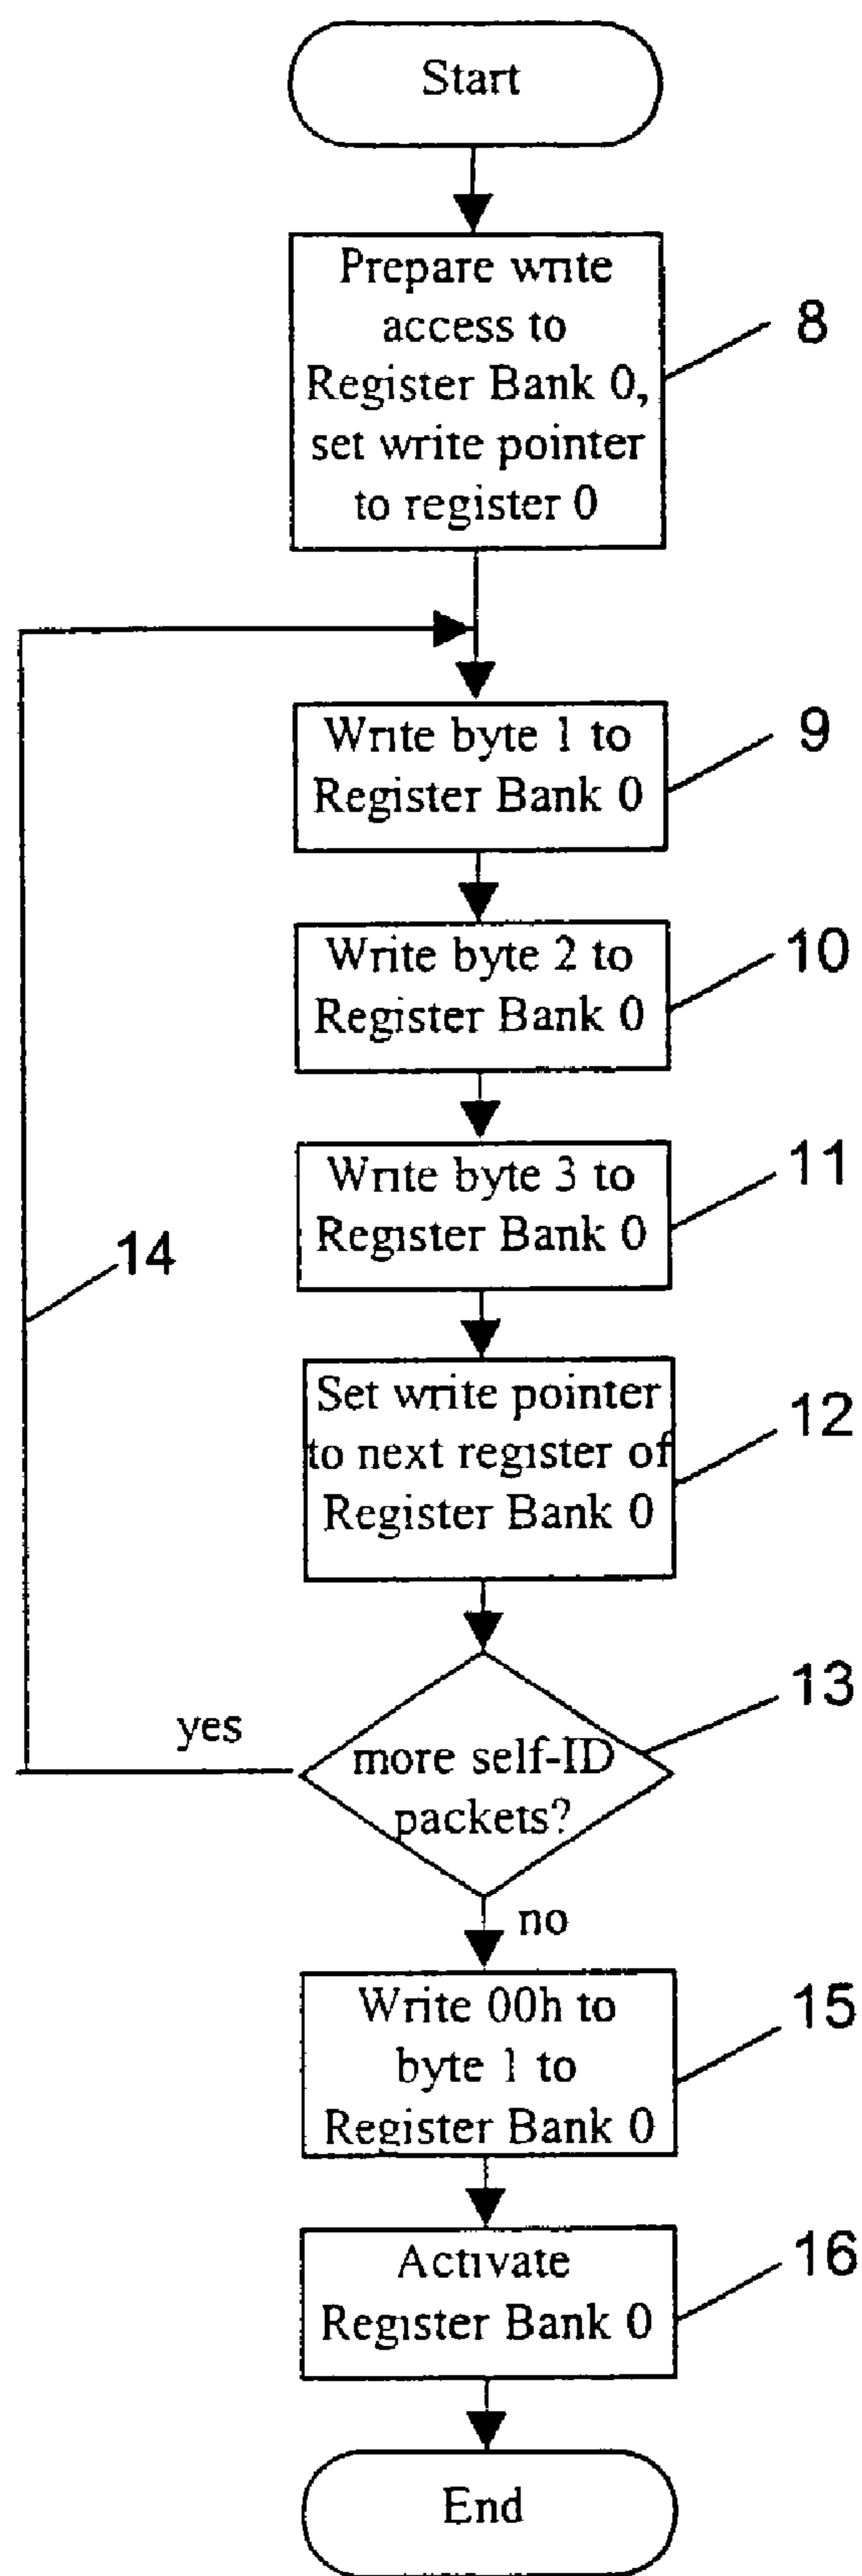 Start
Prepare write
access to
Register Bank 0,
set write pointer
to register 0
8
Write byte 1 to
Register Bank 0
9
Write byte 2 to
Register Bank 0
10
Write byte 3 to
Register Bank 0
11
14
Set write pointer
to next register of
Register Bank 0
12
more self-ID
packets?
13
yes
no
Write 00h to
byte 1 to
Register Bank 0
15
Activate
Register Bank 0
16
End